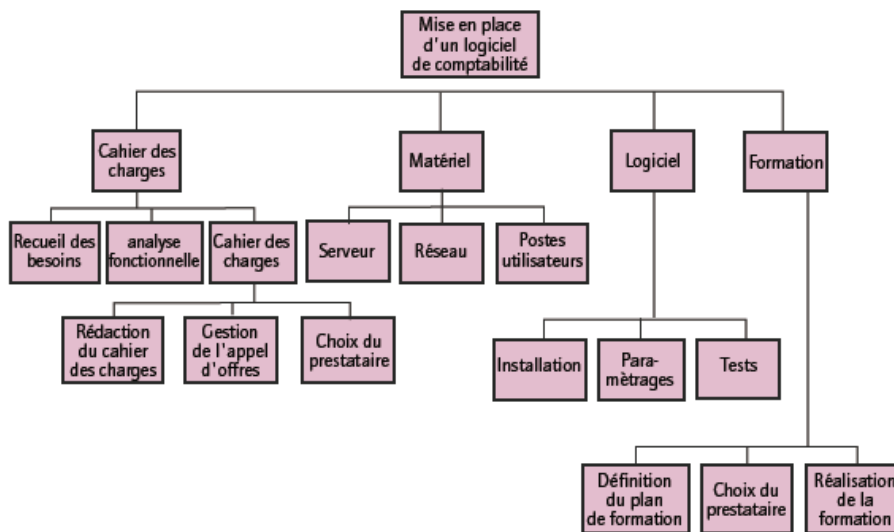 Mise en place
d'un logiciel
de comptabilité
Cahier des
charges
Matériel
Logiciel
Formation
Recueil des
besoins
analyse
fonctionnelle
Cahier des
charges
Serveur
Réseau
Postes
utilisateurs
Rédaction
du cahier
des charges
Gestion
de l'appel
d'offres
Choix du
prestataire
Installation
Para-
mètrages
Tests
Définition
du plan
de formation
Choix du
prestataire
Réalisation
de la
formation